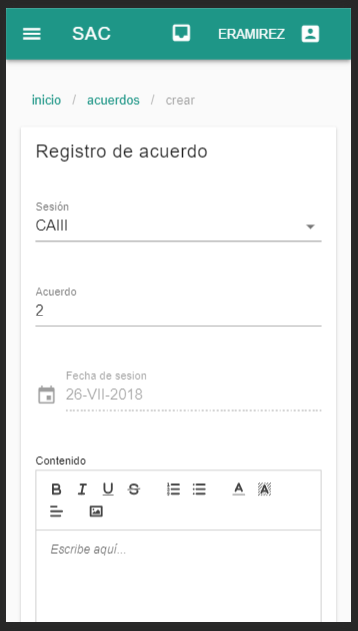 SAC ERAMIREZ
inicio / acuerdos / crear
Registro de acuerdo
Sesión
CAIII
Acuerdo
2
Fecha de sesion
26-VII-2018
Contenido
B I U S A A
Escribe aquí...